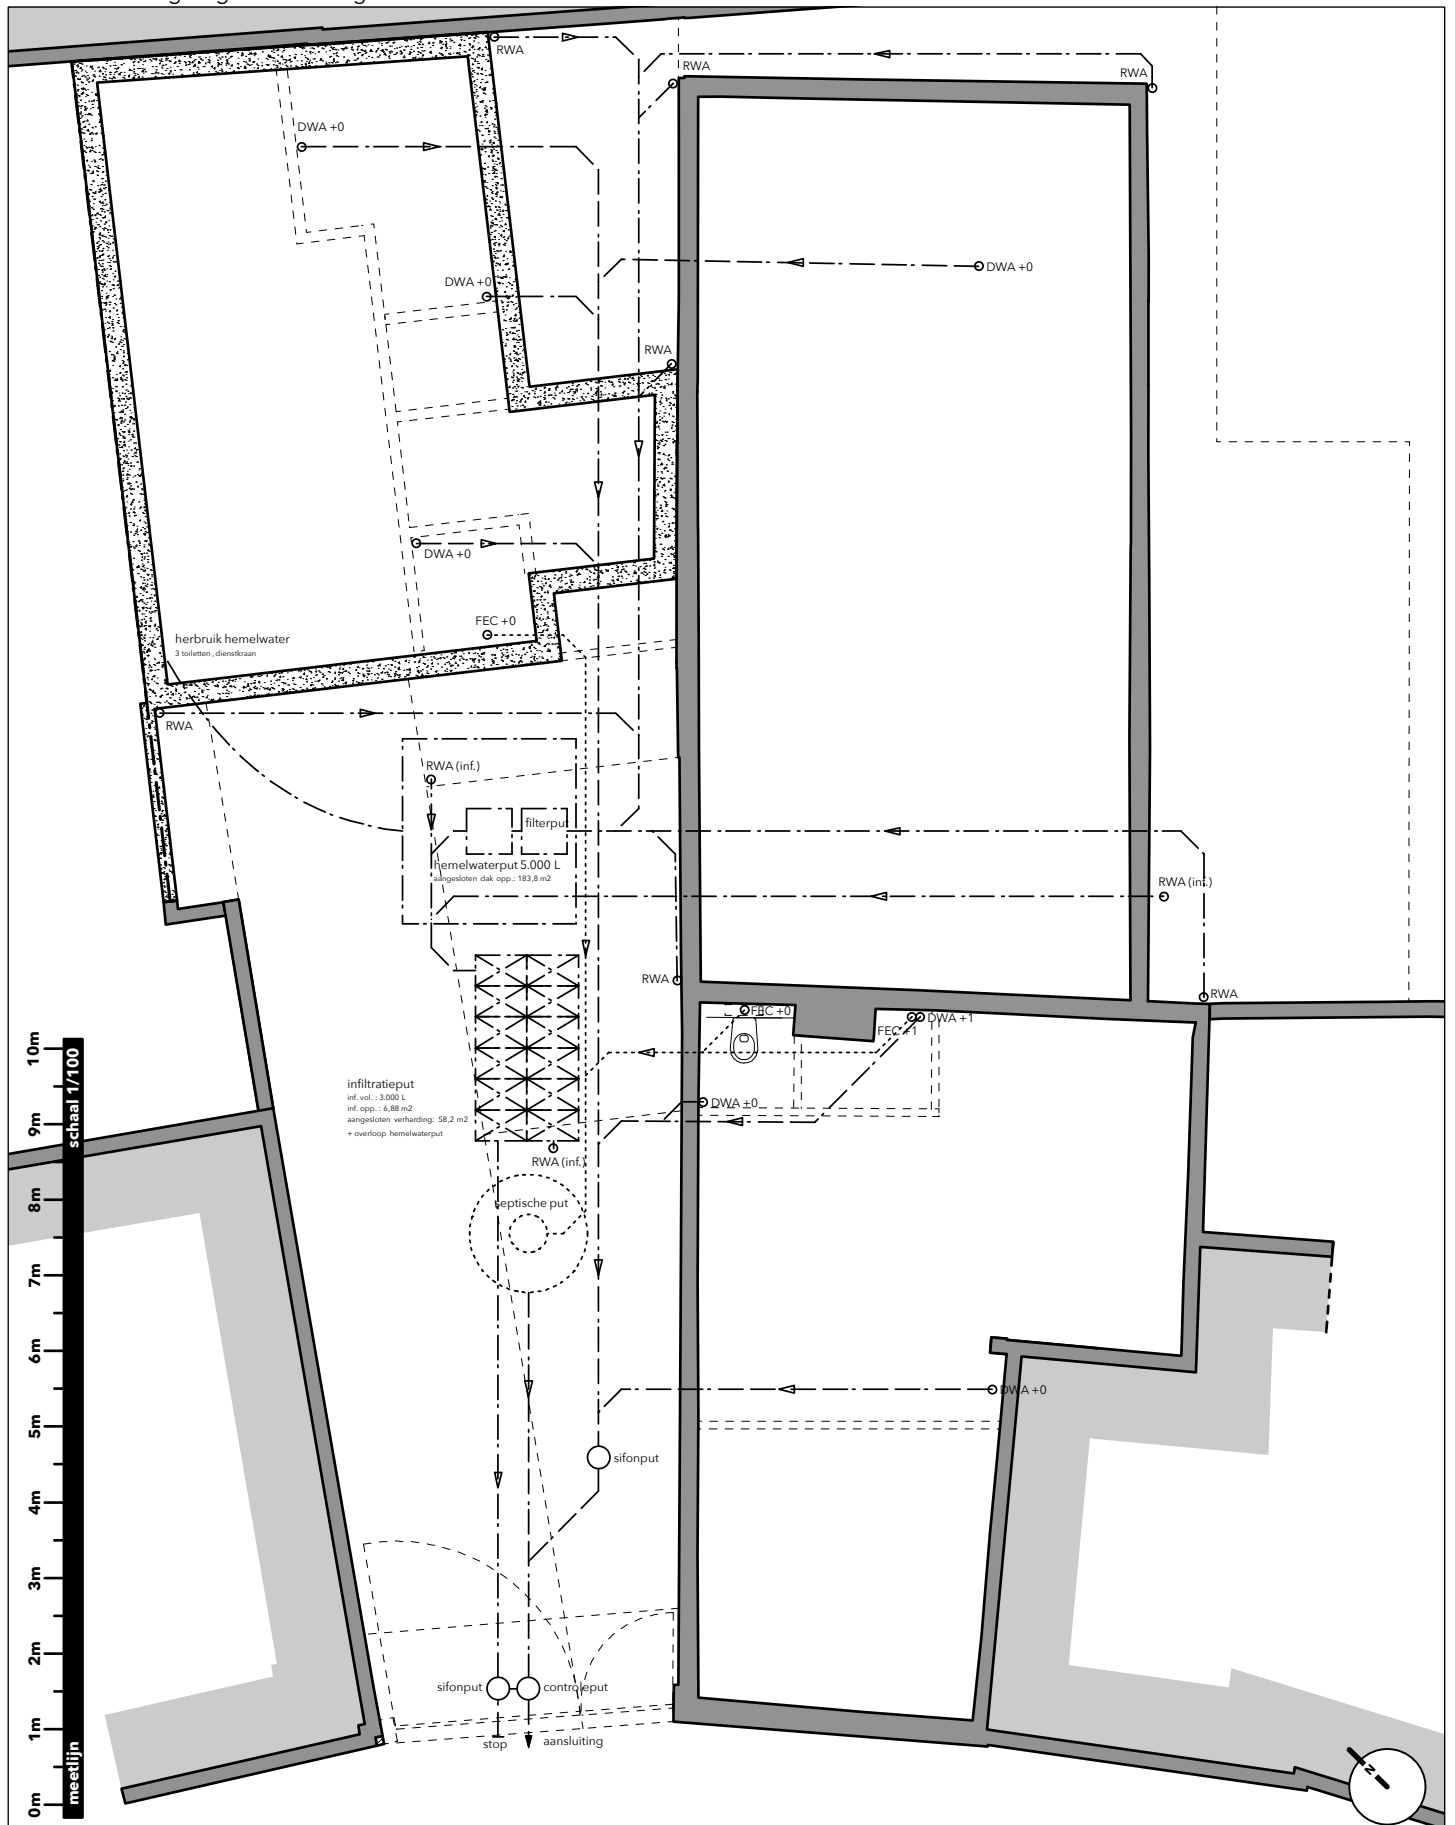 RWA
RWA
RWA
DWA +0
DWA +0
DWA +0
RWA
DWA +0
FEC +0
herbruik hemelwater
3 toiletten , dienstkraan
RWA
RWA (inf.)
filterput
hemelwaterput 5.000 L
aangesloten dak opp.: 183,8 m2
RWA (inf.)
RWA
RWA
FEC +0
FEC +1
DWA +1
DWA +0
infiltratieput
inf. vol. : 3.000 L
inf. opp. : 6,88 m2
aangesloten verharding: 58,2 m2
+ overloop hemelwaterput
RWA (inf.)
septische put
DWA +0
sifonput
sifonput
controleput
stop
aansluiting
10m
9m
8m
7m
6m
5m
4m
3m
2m
1m
0m
schaal 1/100
meetlijn
N